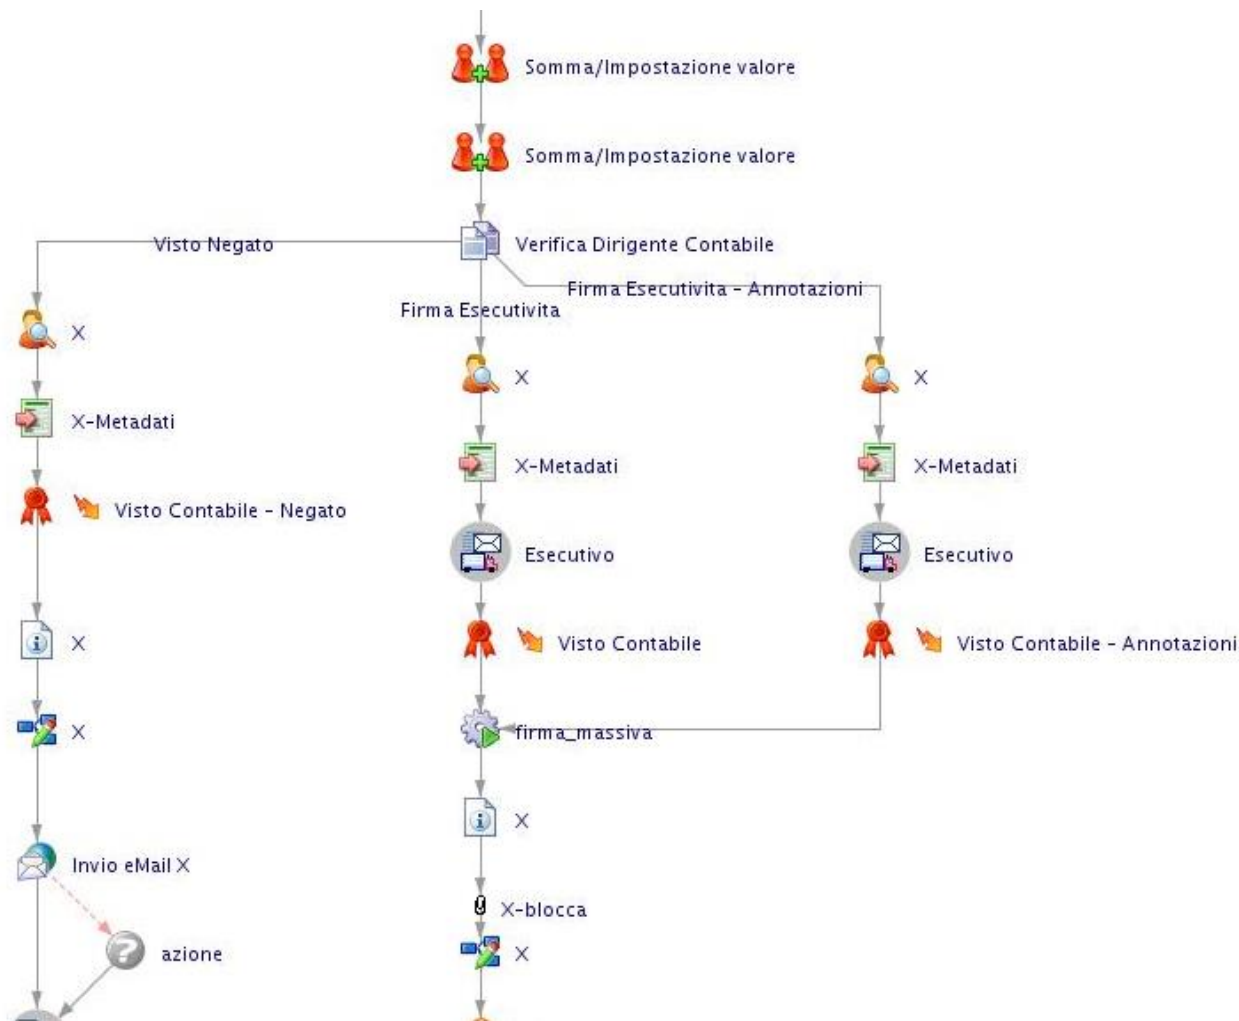 Somma/Impostazione valore
Somma/Impostazione valore
Visto Negato
Verifica Dirigente Contabile
Firma Esecutivita - Annotazioni
Firma Esecutivita
X
X
X
X-Metadati
X-Metadati
X-Metadati
Visto Contabile - Negato
Esecutivo
Esecutivo
X
Visto Contabile
Visto Contabile - Annotazioni
X
firma_massiva
X
Invio eMail X
X-blocca
azione
X